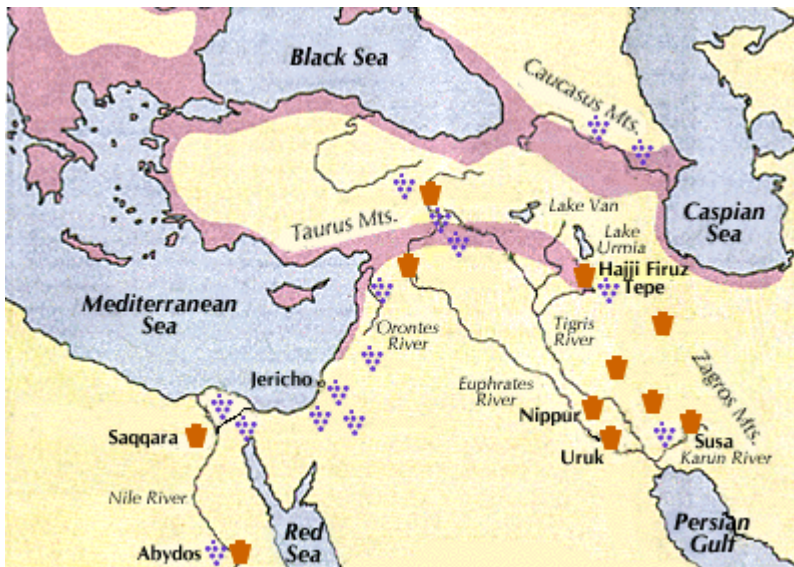 Black Sea
Caucasus Mts.
Taurus Mts.
Lake Van
Lake
Urmia
Caspian
Sea
Hajji Firuz
Tepe
Mediterranean
Sea
Orontes
River
Tigris
River
Zagros Mts.
Jericho
Euphrates
River
Nippur
Saqqara
Uruk
Susa
Karun River
Nile River
Red
Sea
Persian
Gulf
Abydos